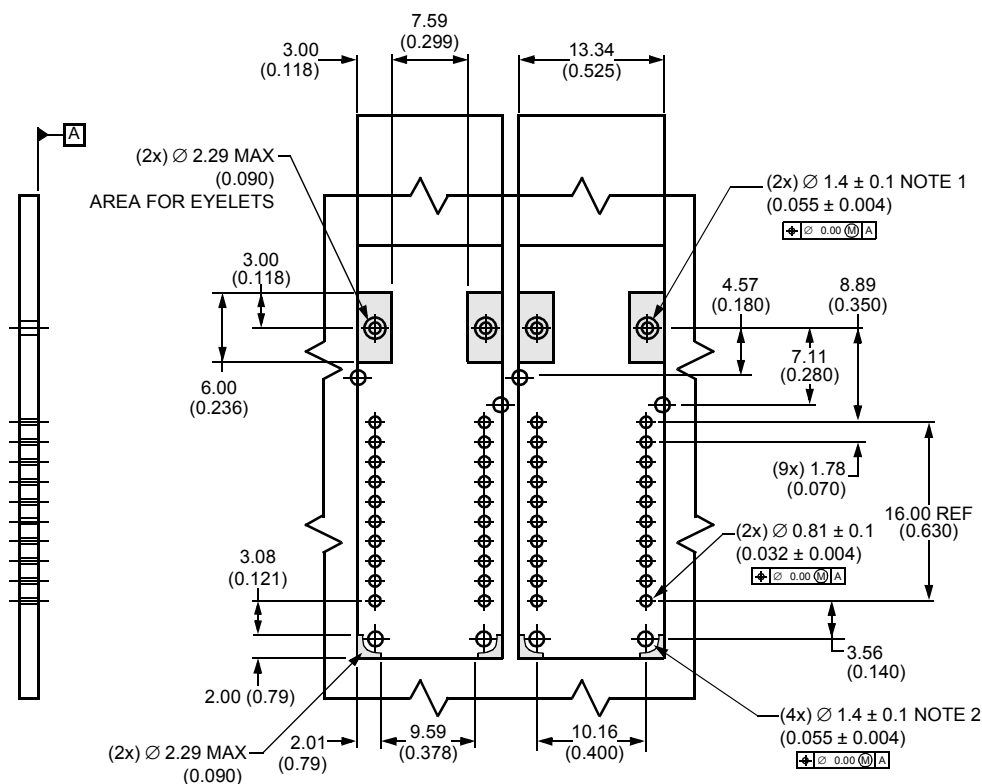 7.59
(0.299)
3.00
(0.118)
13.34
(0.525)
A
(2x) ∅ 2.29 MAX
(0.090)
AREA FOR EYELETS
(2x) ∅ 1.4 ± 0.1 NOTE 1
(0.055 ± 0.004)
⌖ ∅ 0.00 Ⓜ A
3.00
(0.118)
4.57
(0.180)
8.89
(0.350)
7.11
(0.280)
6.00
(0.236)
(9x) 1.78
(0.070)
16.00 REF
(0.630)
(2x) ∅ 0.81 ± 0.1
(0.032 ± 0.004)
⌖ ∅ 0.00 Ⓜ A
3.08
(0.121)
3.56
(0.140)
2.00 (0.79)
(2x) ∅ 2.29 MAX
(0.090)
2.01
(0.79)
9.59
(0.378)
10.16
(0.400)
(4x) ∅ 1.4 ± 0.1 NOTE 2
(0.055 ± 0.004)
⌖ ∅ 0.00 Ⓜ A